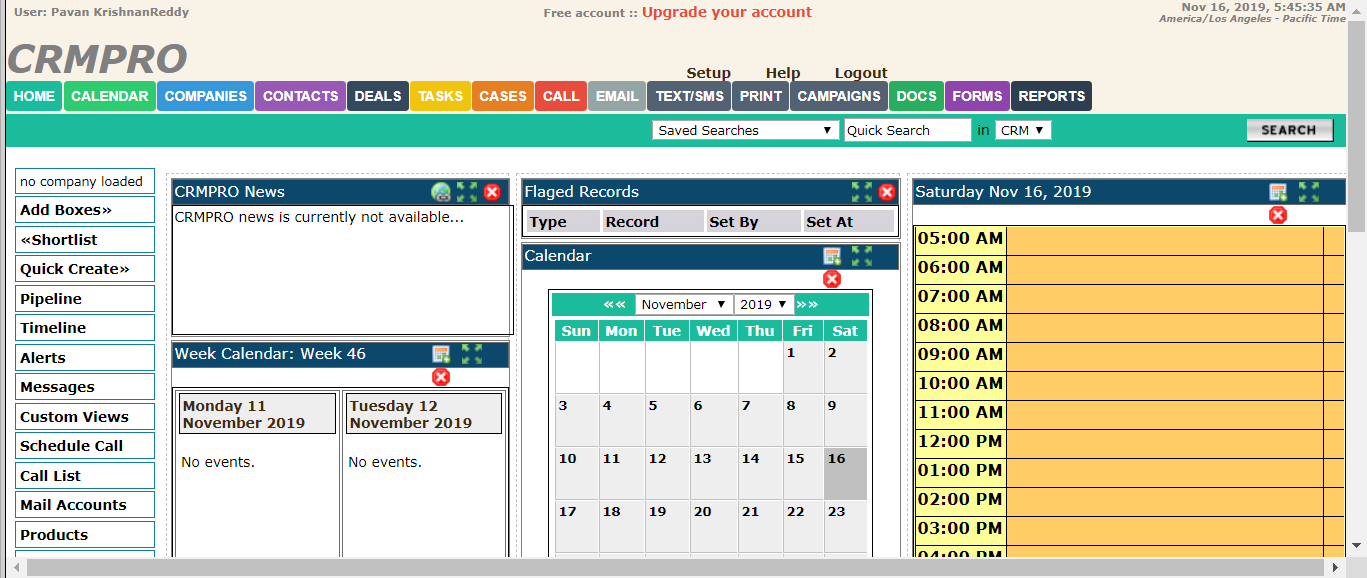 User: Pavan KrishnanReddy
Free account :: Upgrade your account
Nov 16, 2019, 5:45:35 AM
America/Los Angeles - Pacific Time
CRMPRO
Setup Help Logout
HOME CALENDAR COMPANIES CONTACTS DEALS TASKS CASES CALL EMAIL TEXT/SMS PRINT CAMPAIGNS DOCS FORMS REPORTS
Saved Searches Quick Search in CRM SEARCH
no company loaded
Add Boxes»
«Shortlist
Quick Create»
Pipeline
Timeline
Alerts
Messages
Custom Views
Schedule Call
Call List
Mail Accounts
Products
CRMPRO News
CRMPRO news is currently not available...
Week Calendar: Week 46
Monday 11 November 2019
No events.
Tuesday 12 November 2019
No events.
Flaged Records
Type Record Set By Set At
Calendar
«« November 2019 »»
Sun Mon Tue Wed Thu Fri Sat
1 2
3 4 5 6 7 8 9
10 11 12 13 14 15 16
17 18 19 20 21 22 23
Saturday Nov 16, 2019
05:00 AM
06:00 AM
07:00 AM
08:00 AM
09:00 AM
10:00 AM
11:00 AM
12:00 PM
01:00 PM
02:00 PM
03:00 PM
04:00 PM